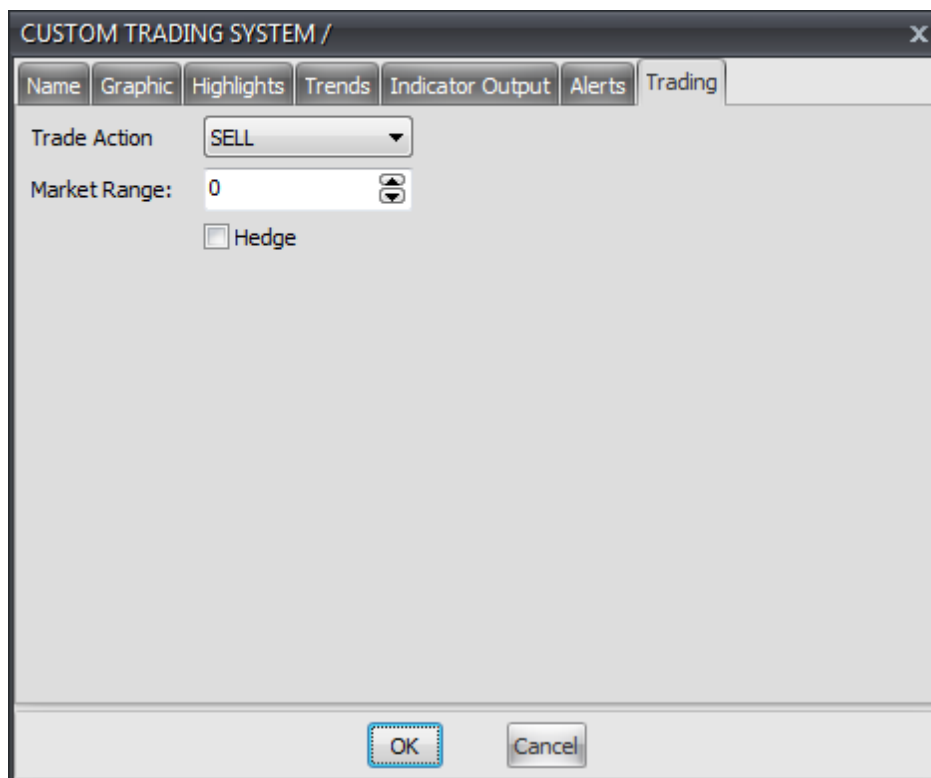 CUSTOM TRADING SYSTEM / x
Name Graphic Highlights Trends Indicator Output Alerts Trading
Trade Action SELL
Market Range: 0
Hedge
OK Cancel